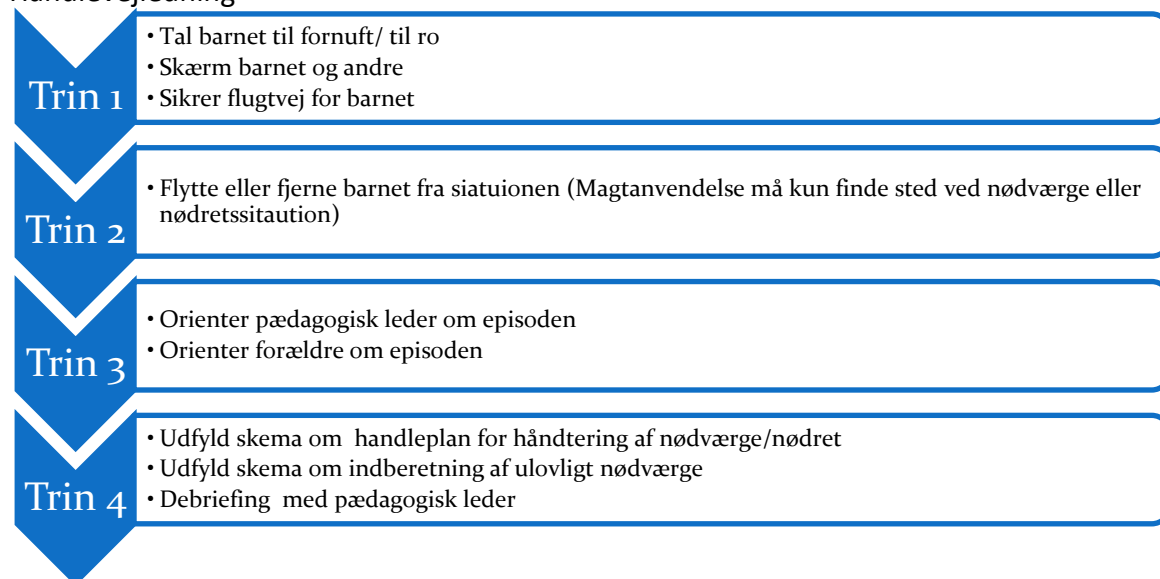 Handlevejledning
Trin 1
• Tal barnet til fornuft/ til ro
• Skærm barnet og andre
• Sikrer flugtvej for barnet
Trin 2
• Flytte eller fjerne barnet fra siatuionen (Magtanvendelse må kun finde sted ved nødværge eller
nødretssitaution)
Trin 3
• Orienter pædagogisk leder om episoden
• Orienter forældre om episoden
Trin 4
• Udfyld skema om  handleplan for håndtering af nødværge/nødret
• Udfyld skema om indberetning af ulovligt nødværge
• Debriefing  med pædagogisk leder